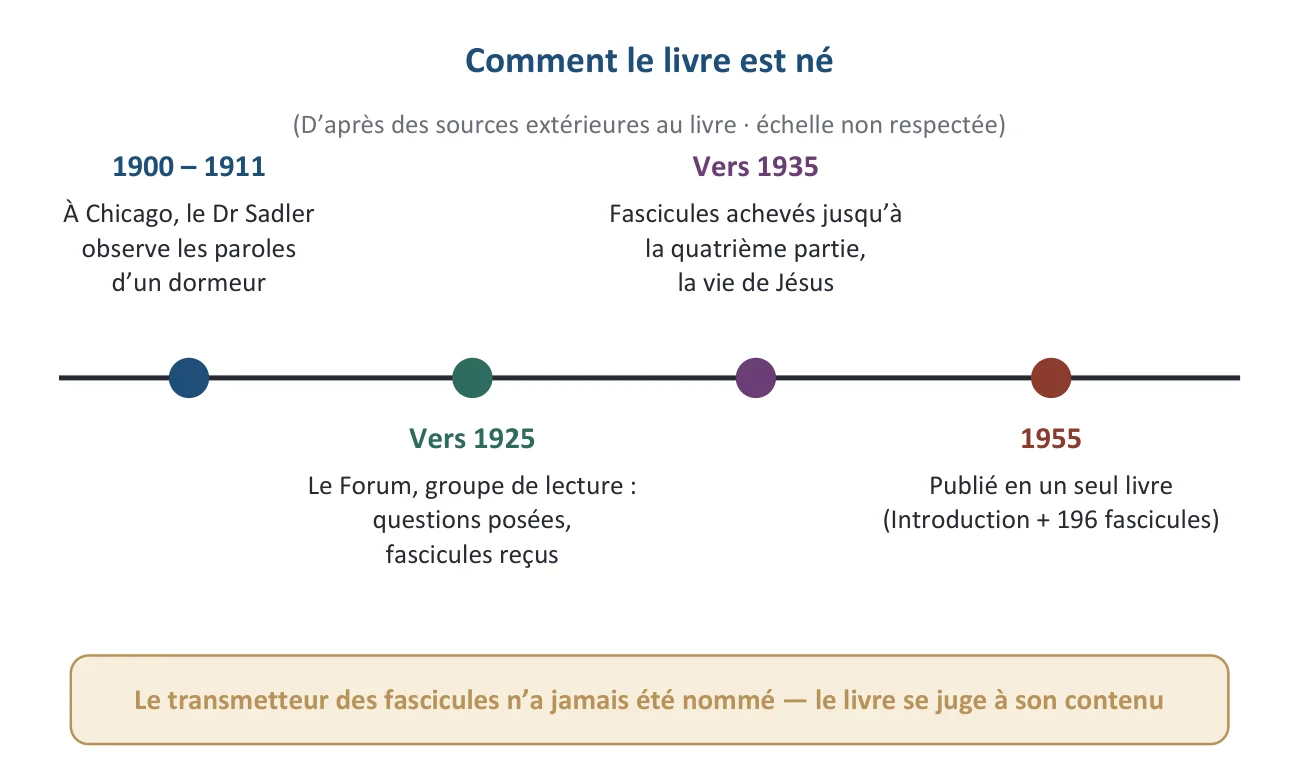 Comment le livre est né
(D’après des sources extérieures au livre · échelle non respectée)
1900 – 1911
À Chicago, le Dr Sadler
observe les paroles
d’un dormeur
Vers 1935
Fascicules achevés jusqu’à
la quatrième partie,
la vie de Jésus
Vers 1925
Le Forum, groupe de lecture :
questions posées,
fascicules reçus
1955
Publié en un seul livre
(Introduction + 196 fascicules)
Le transmetteur des fascicules n’a jamais été nommé — le livre se juge à son contenu